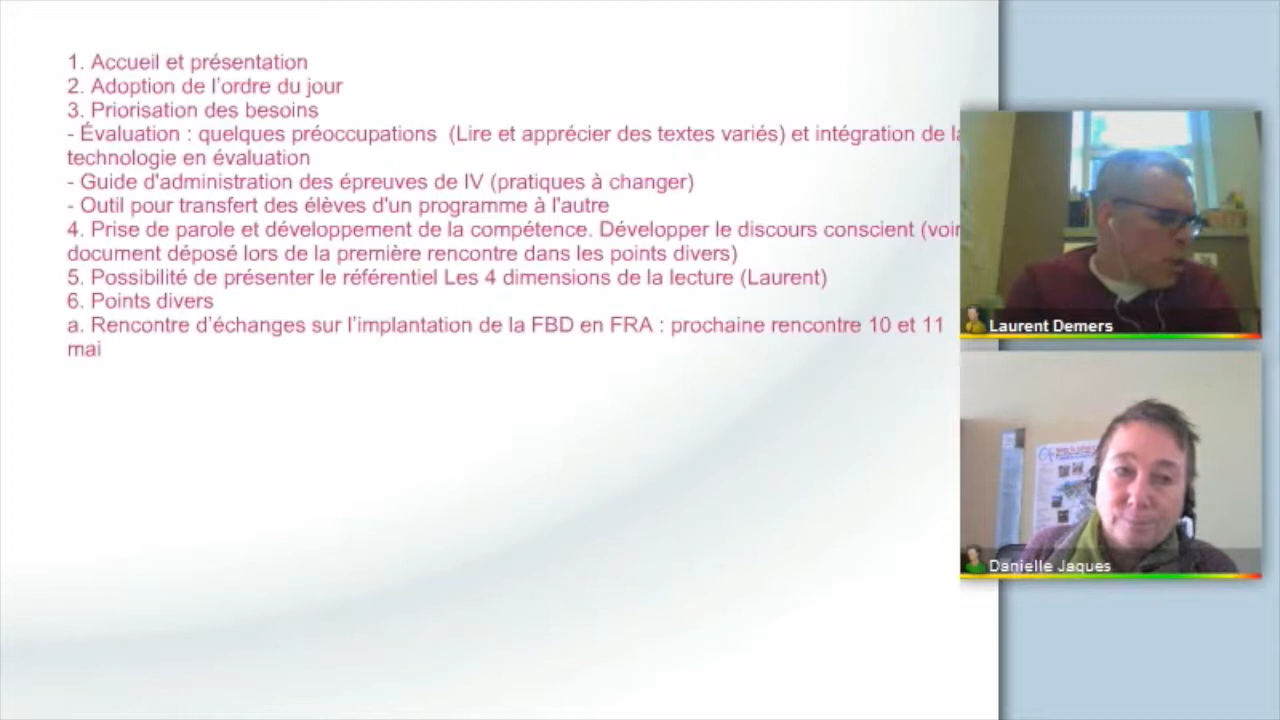 1. Accueil et présentation
2. Adoption de l'ordre du jour
3. Priorisation des besoins
- Évaluation : quelques préoccupations (Lire et apprécier des textes variés) et intégration de
technologie en évaluation
- Guide d'administration des épreuves de IV (pratiques à changer)
- Outil pour transfert des élèves d'un programme à l'autre
4. Prise de parole et développement de la compétence. Développer le discours conscient (voir
document déposé lors de la première rencontre dans les points divers)
5. Possibilité de présenter le référentiel Les 4 dimensions de la lecture (Laurent)
6. Points divers
a. Rencontre d'échanges sur l'implantation de la FBD en FRA : prochaine rencontre 10 et 11
mai
Laurent Demers
Danielle Jaques